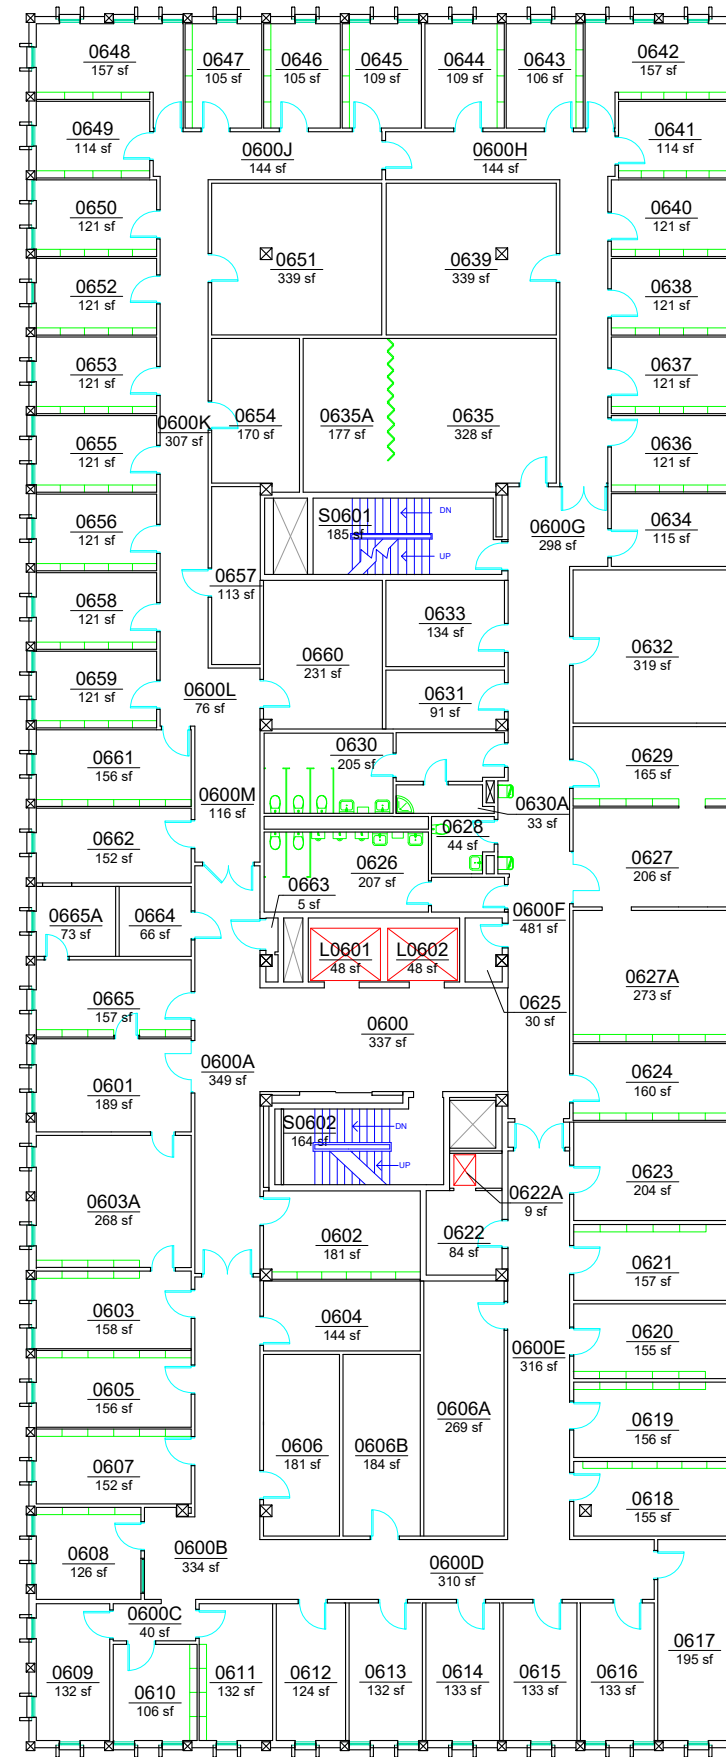 0648
157 sf
0647
105 sf
0646
105 sf
0645
109 sf
0644
109 sf
0643
106 sf
0642
157 sf
0649
114 sf
0600J
144 sf
0600H
144 sf
0641
114 sf
0650
121 sf
0651
339 sf
0639
339 sf
0640
121 sf
0652
121 sf
0638
121 sf
0653
121 sf
0637
121 sf
0600K
307 sf
0654
170 sf
0635A
177 sf
0635
328 sf
0655
121 sf
0636
121 sf
0656
121 sf
S0601
185 sf
DN
UP
0600G
298 sf
0634
115 sf
0657
113 sf
0658
121 sf
0660
231 sf
0633
134 sf
0632
319 sf
0659
121 sf
0600L
76 sf
0631
91 sf
0661
156 sf
0630
205 sf
0629
165 sf
0600M
116 sf
0630A
33 sf
0662
152 sf
0628
44 sf
0626
207 sf
0627
206 sf
0663
5 sf
0665A
73 sf
0664
66 sf
0600F
481 sf
L0601
48 sf
L0602
48 sf
0627A
273 sf
0665
157 sf
0625
30 sf
0600
337 sf
0600A
349 sf
0601
189 sf
0624
160 sf
S0602
164 sf
DN
UP
0623
204 sf
0603A
268 sf
0622A
9 sf
0602
181 sf
0622
84 sf
0621
157 sf
0603
158 sf
0604
144 sf
0600E
316 sf
0620
155 sf
0605
156 sf
0606A
269 sf
0619
156 sf
0606
181 sf
0606B
184 sf
0607
152 sf
0618
155 sf
0608
126 sf
0600B
334 sf
0600D
310 sf
0600C
40 sf
0617
195 sf
0609
132 sf
0610
106 sf
0611
132 sf
0612
124 sf
0613
132 sf
0614
133 sf
0615
133 sf
0616
133 sf